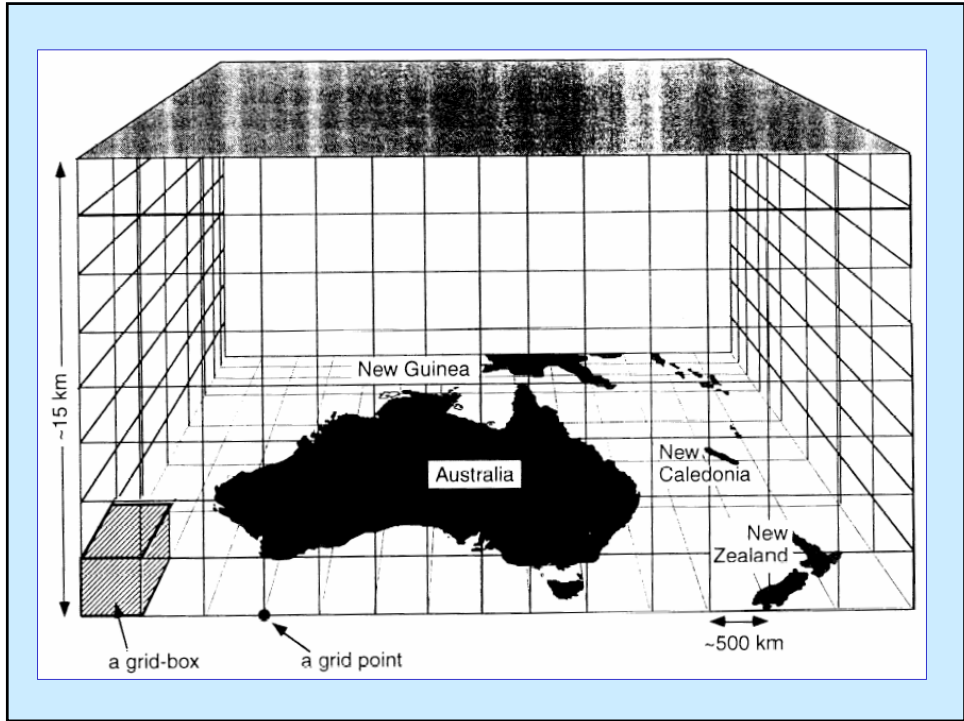 ~15 km
New Guinea
Australia
New
Caledonia
New
Zealand
~500 km
a grid-box
a grid point